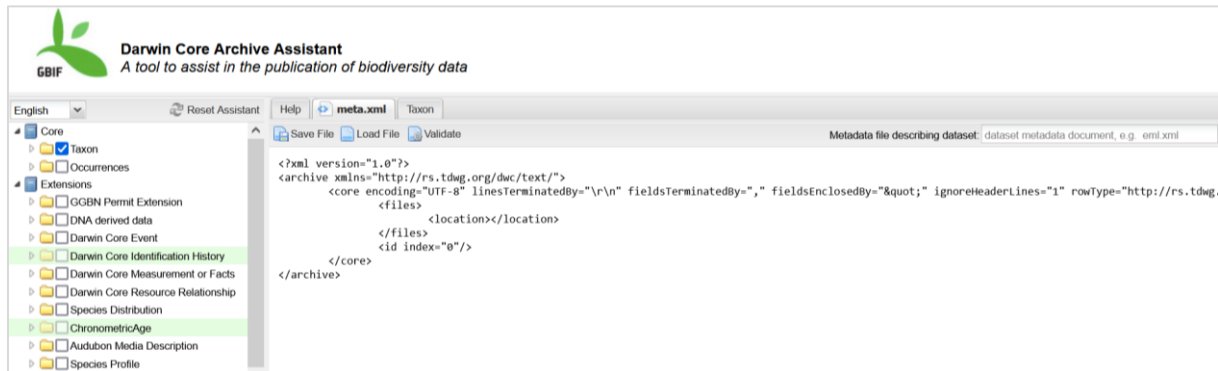 GBIF
Darwin Core Archive Assistant
A tool to assist in the publication of biodiversity data
English
Reset Assistant
Core
Taxon
Occurrences
Extensions
GGBN Permit Extension
DNA derived data
Darwin Core Event
Darwin Core Identification History
Darwin Core Measurement or Facts
Darwin Core Resource Relationship
Species Distribution
ChronometricAge
Audubon Media Description
Species Profile
Help meta.xml Taxon
Save File Load File Validate Metadata file describing dataset: dataset metadata document, e.g. eml.xml
<?xml version="1.0"?>
<archive xmlns="http://rs.tdwg.org/dwc/text/">
<core encoding="UTF-8" linesTerminatedBy="\r\n" fieldsTerminatedBy="," fieldsEnclosedBy="&quot;" ignoreHeaderLines="1" rowType="http://rs.tdwg.
<files>
<location></location>
</files>
<id index="0"/>
</core>
</archive>